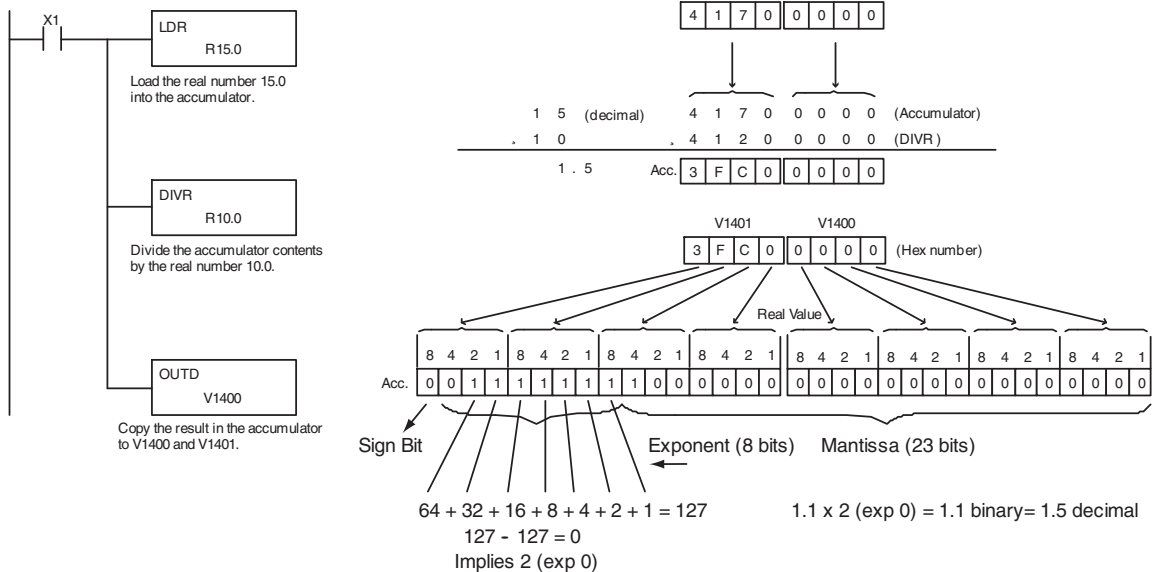 X1
LDR
R15.0
Load the real number 15.0
into the accumulator.
DIVR
R10.0
Divide the accumulator contents
by the real number 10.0.
OUTD
V1400
Copy the result in the accumulator
to V1400 and V1401.
4 1 7 0 0 0 0 0
1 5 (decimal) 4 1 7 0 0 0 0 0 (Accumulator)
1 0 4 1 2 0 0 0 0 0 (DIVR )
1 . 5 Acc. 3 F C 0 0 0 0 0
V1401 V1400
3 F C 0 0 0 0 0 (Hex number)
Real Value
8 4 2 1 8 4 2 1 8 4 2 1 8 4 2 1 8 4 2 1 8 4 2 1 8 4 2 1 8 4 2 1
Acc. 0 0 1 1 1 1 1 1 1 1 0 0 0 0 0 0 0 0 0 0 0 0 0 0 0 0 0 0 0 0 0 0
Sign Bit Exponent (8 bits) Mantissa (23 bits)
64 + 32 + 16 + 8 + 4 + 2 + 1 = 127 1.1 x 2 (exp 0) = 1.1 binary= 1.5 decimal
127 - 127 = 0
Implies 2 (exp 0)